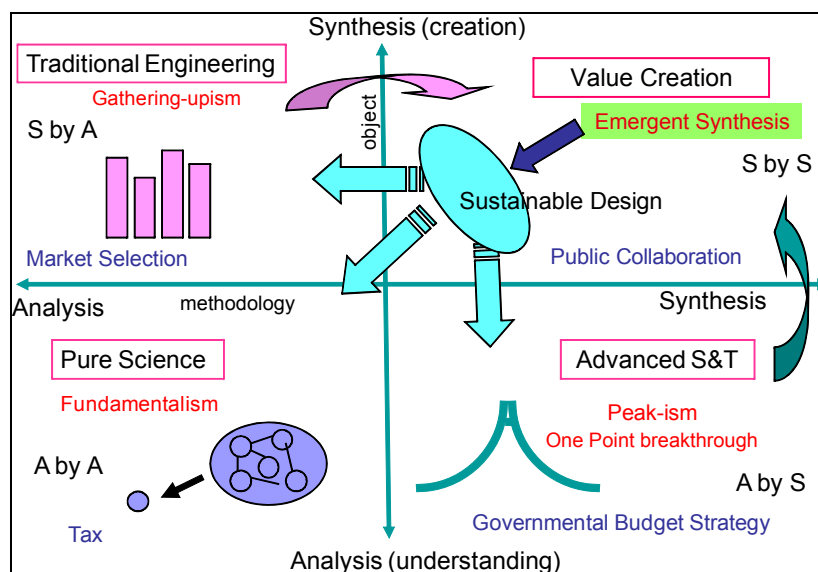 Synthesis (creation)
Traditional Engineering
Gathering-upism
S by A
Market Selection
object
Value Creation
Emergent Synthesis
S by S
Sustainable Design
Public Collaboration
Analysis
methodology
Synthesis
Pure Science
Fundamentalism
A by A
Tax
Advanced S&T
Peak-ism
One Point breakthrough
A by S
Governmental Budget Strategy
Analysis (understanding)